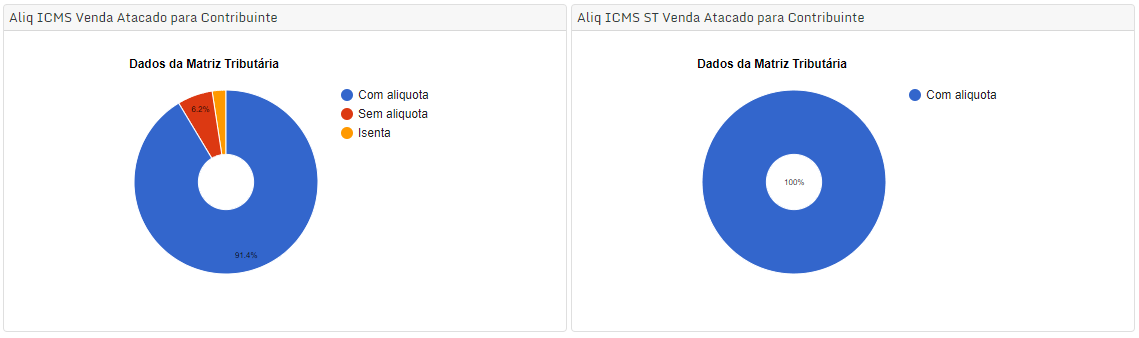 Aliq ICMS Venda Atacado para Contribuinte
Dados da Matriz Tributária
Com aliquota
Sem aliquota
Isenta
6.2%
91.4%
Aliq ICMS ST Venda Atacado para Contribuinte
Dados da Matriz Tributária
Com aliquota
100%